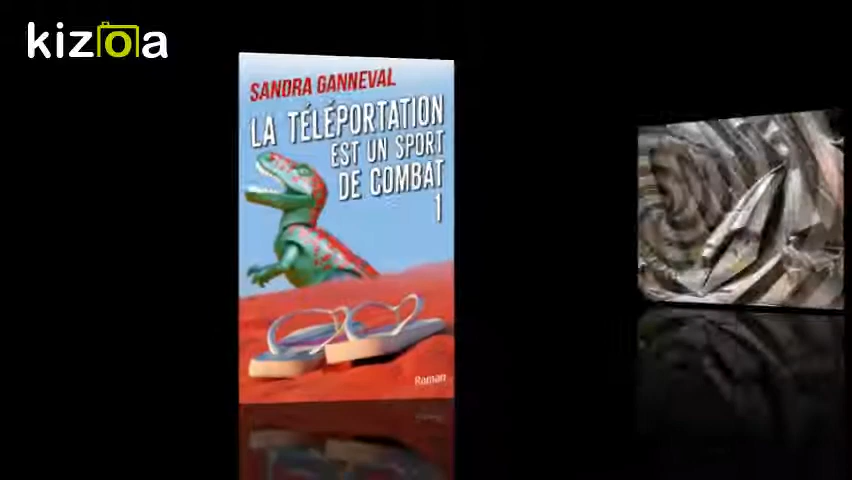 kizoa
SANDRA GANNEVAL
LA TÉLÉPORTATION
EST UN SPORT
DE COMBAT
1
Roman